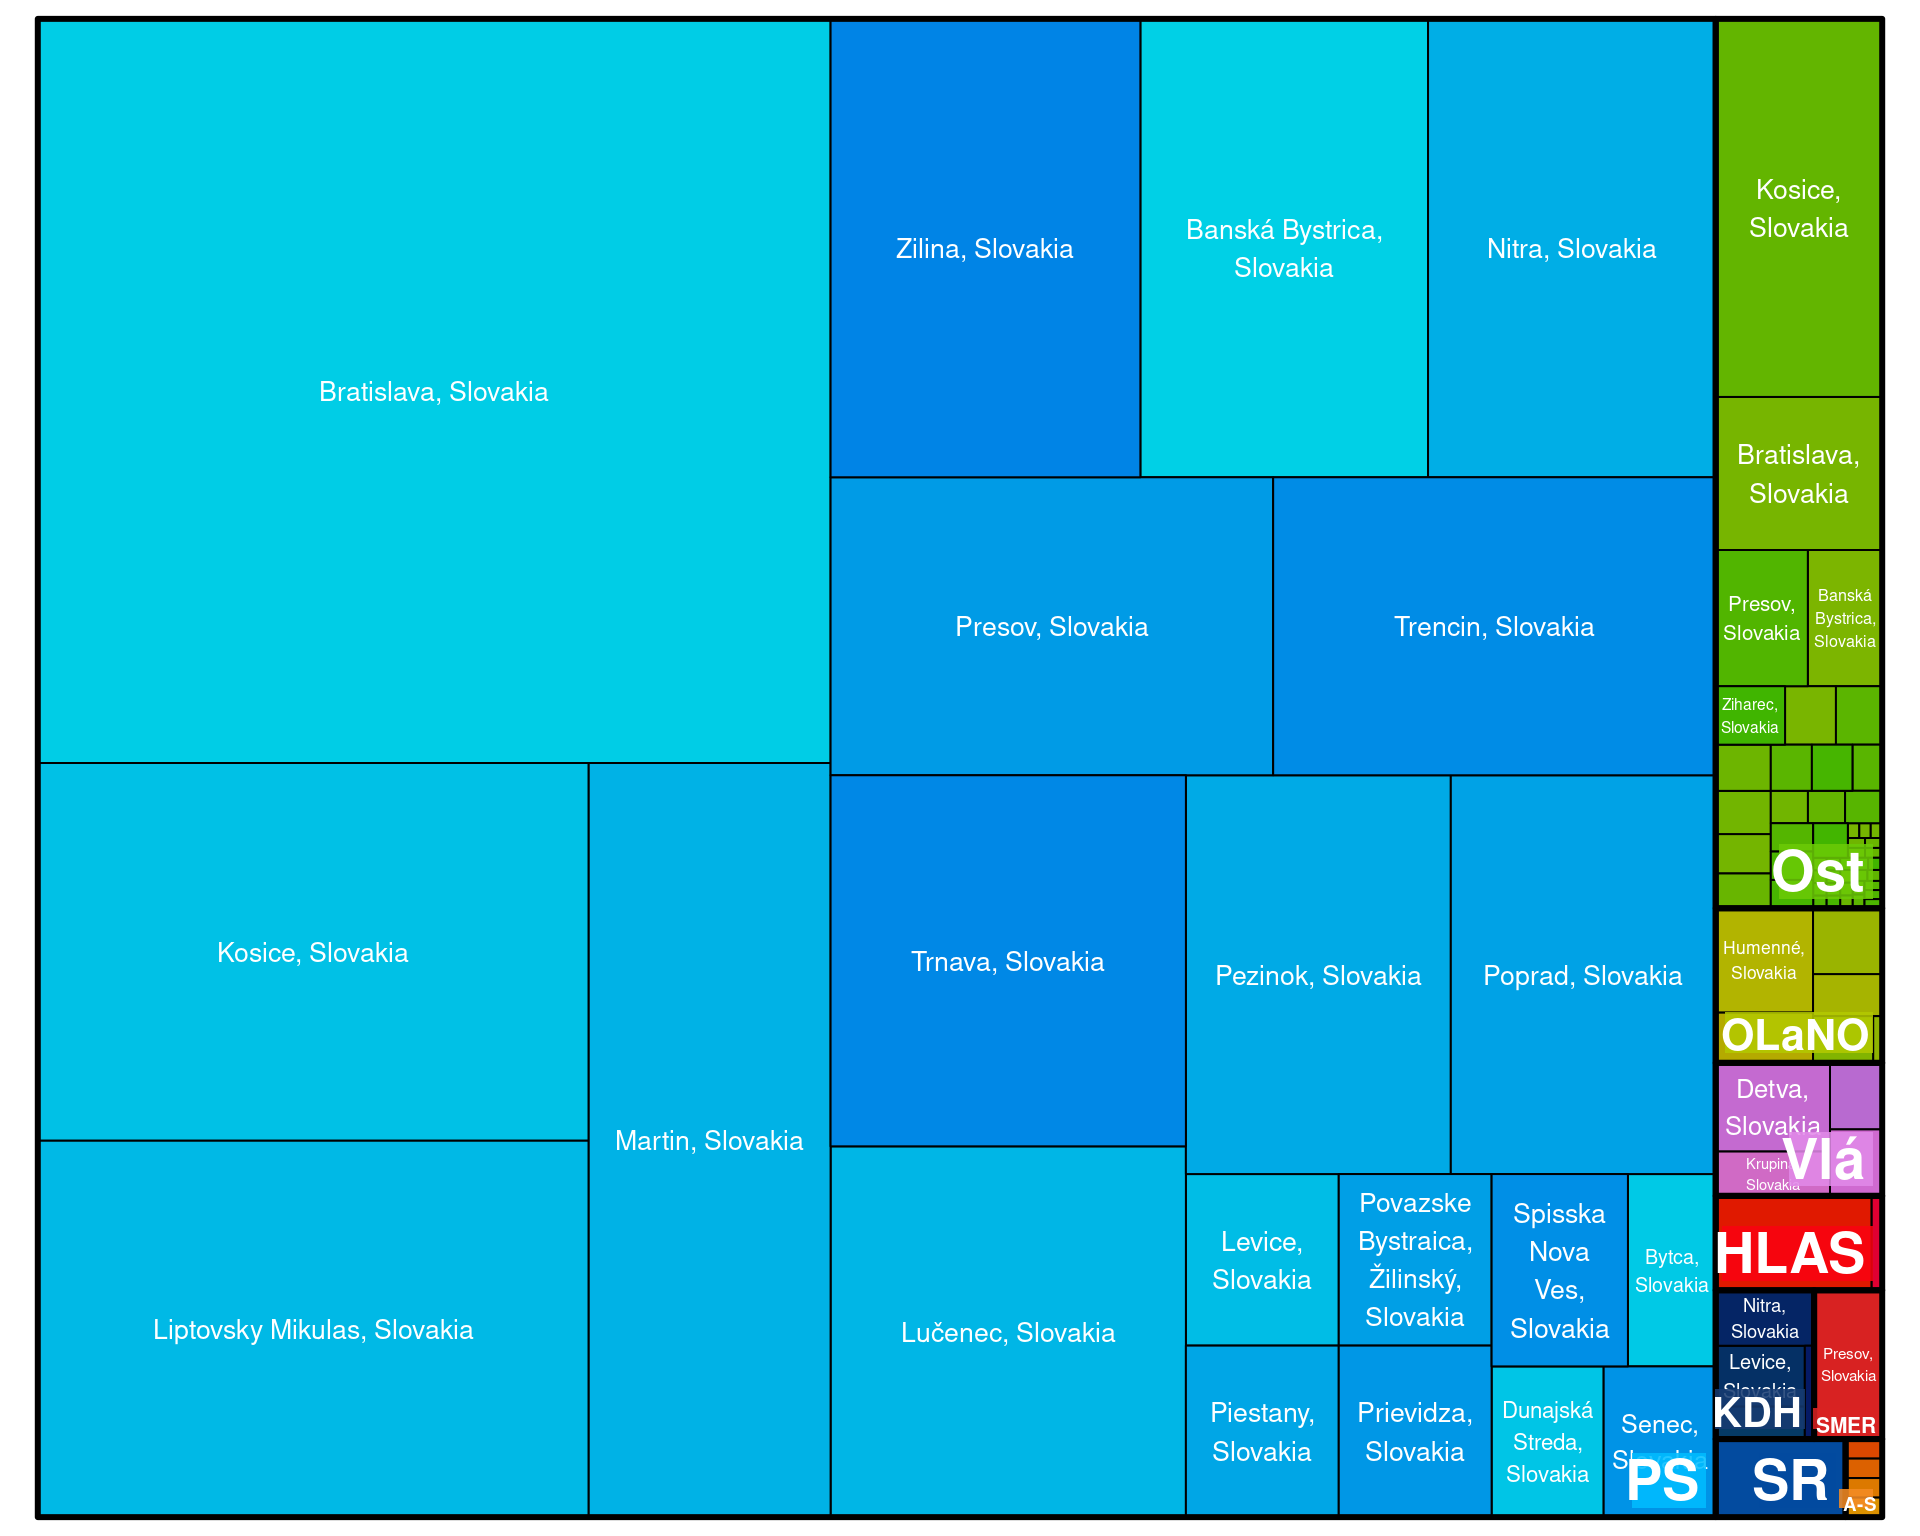 Bratislava, Slovakia
Zilina, Slovakia
Banská Bystrica,
Slovakia
Nitra, Slovakia
Presov, Slovakia
Trencin, Slovakia
Kosice, Slovakia
Liptovsky Mikulas, Slovakia
Martin, Slovakia
Trnava, Slovakia
Lučenec, Slovakia
Pezinok, Slovakia
Poprad, Slovakia
Levice,
Slovakia
Povazske
Bystraica,
Žilinský,
Slovakia
Spisska
Nova
Ves,
Slovakia
Bytca,
Slovakia
Piestany,
Slovakia
Prievidza,
Slovakia
Dunajská
Streda,
Slovakia
Senec,
Slovakia
PS
Kosice,
Slovakia
Bratislava,
Slovakia
Presov,
Slovakia
Banská
Bystrica,
Slovakia
Ziharec,
Slovakia
Ost
Humenné,
Slovakia
OLaNO
Detva,
Slovakia
Slovakia
Vlá
HLAS
Nitra,
Slovakia
Levice,
Slovakia
KDH
Presov,
Slovakia
SMER
SR
A-S